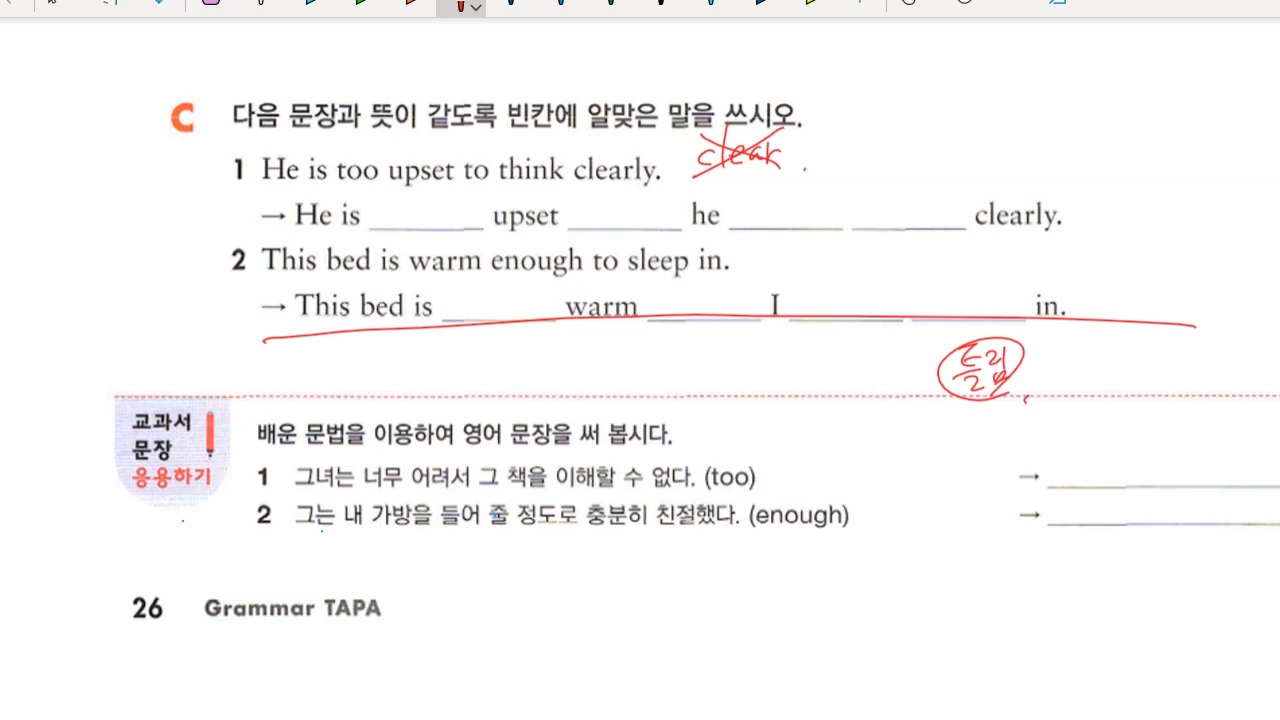 C 다음 문장과 뜻이 같도록 빈칸에 알맞은 말을 쓰시오.
clear
1 He is too upset to think clearly.
→ He is ________ upset ________ he ________ ________ clearly.
2 This bed is warm enough to sleep in.
→ This bed is ________ warm ________ I ________ ________ in.
틀림
교과서
문장
응용하기
배운 문법을 이용하여 영어 문장을 써 봅시다.
1 그녀는 너무 어려서 그 책을 이해할 수 없다. (too) → ________
2 그는 내 가방을 들어 줄 정도로 충분히 친절했다. (enough) → ________
26 Grammar TAPA